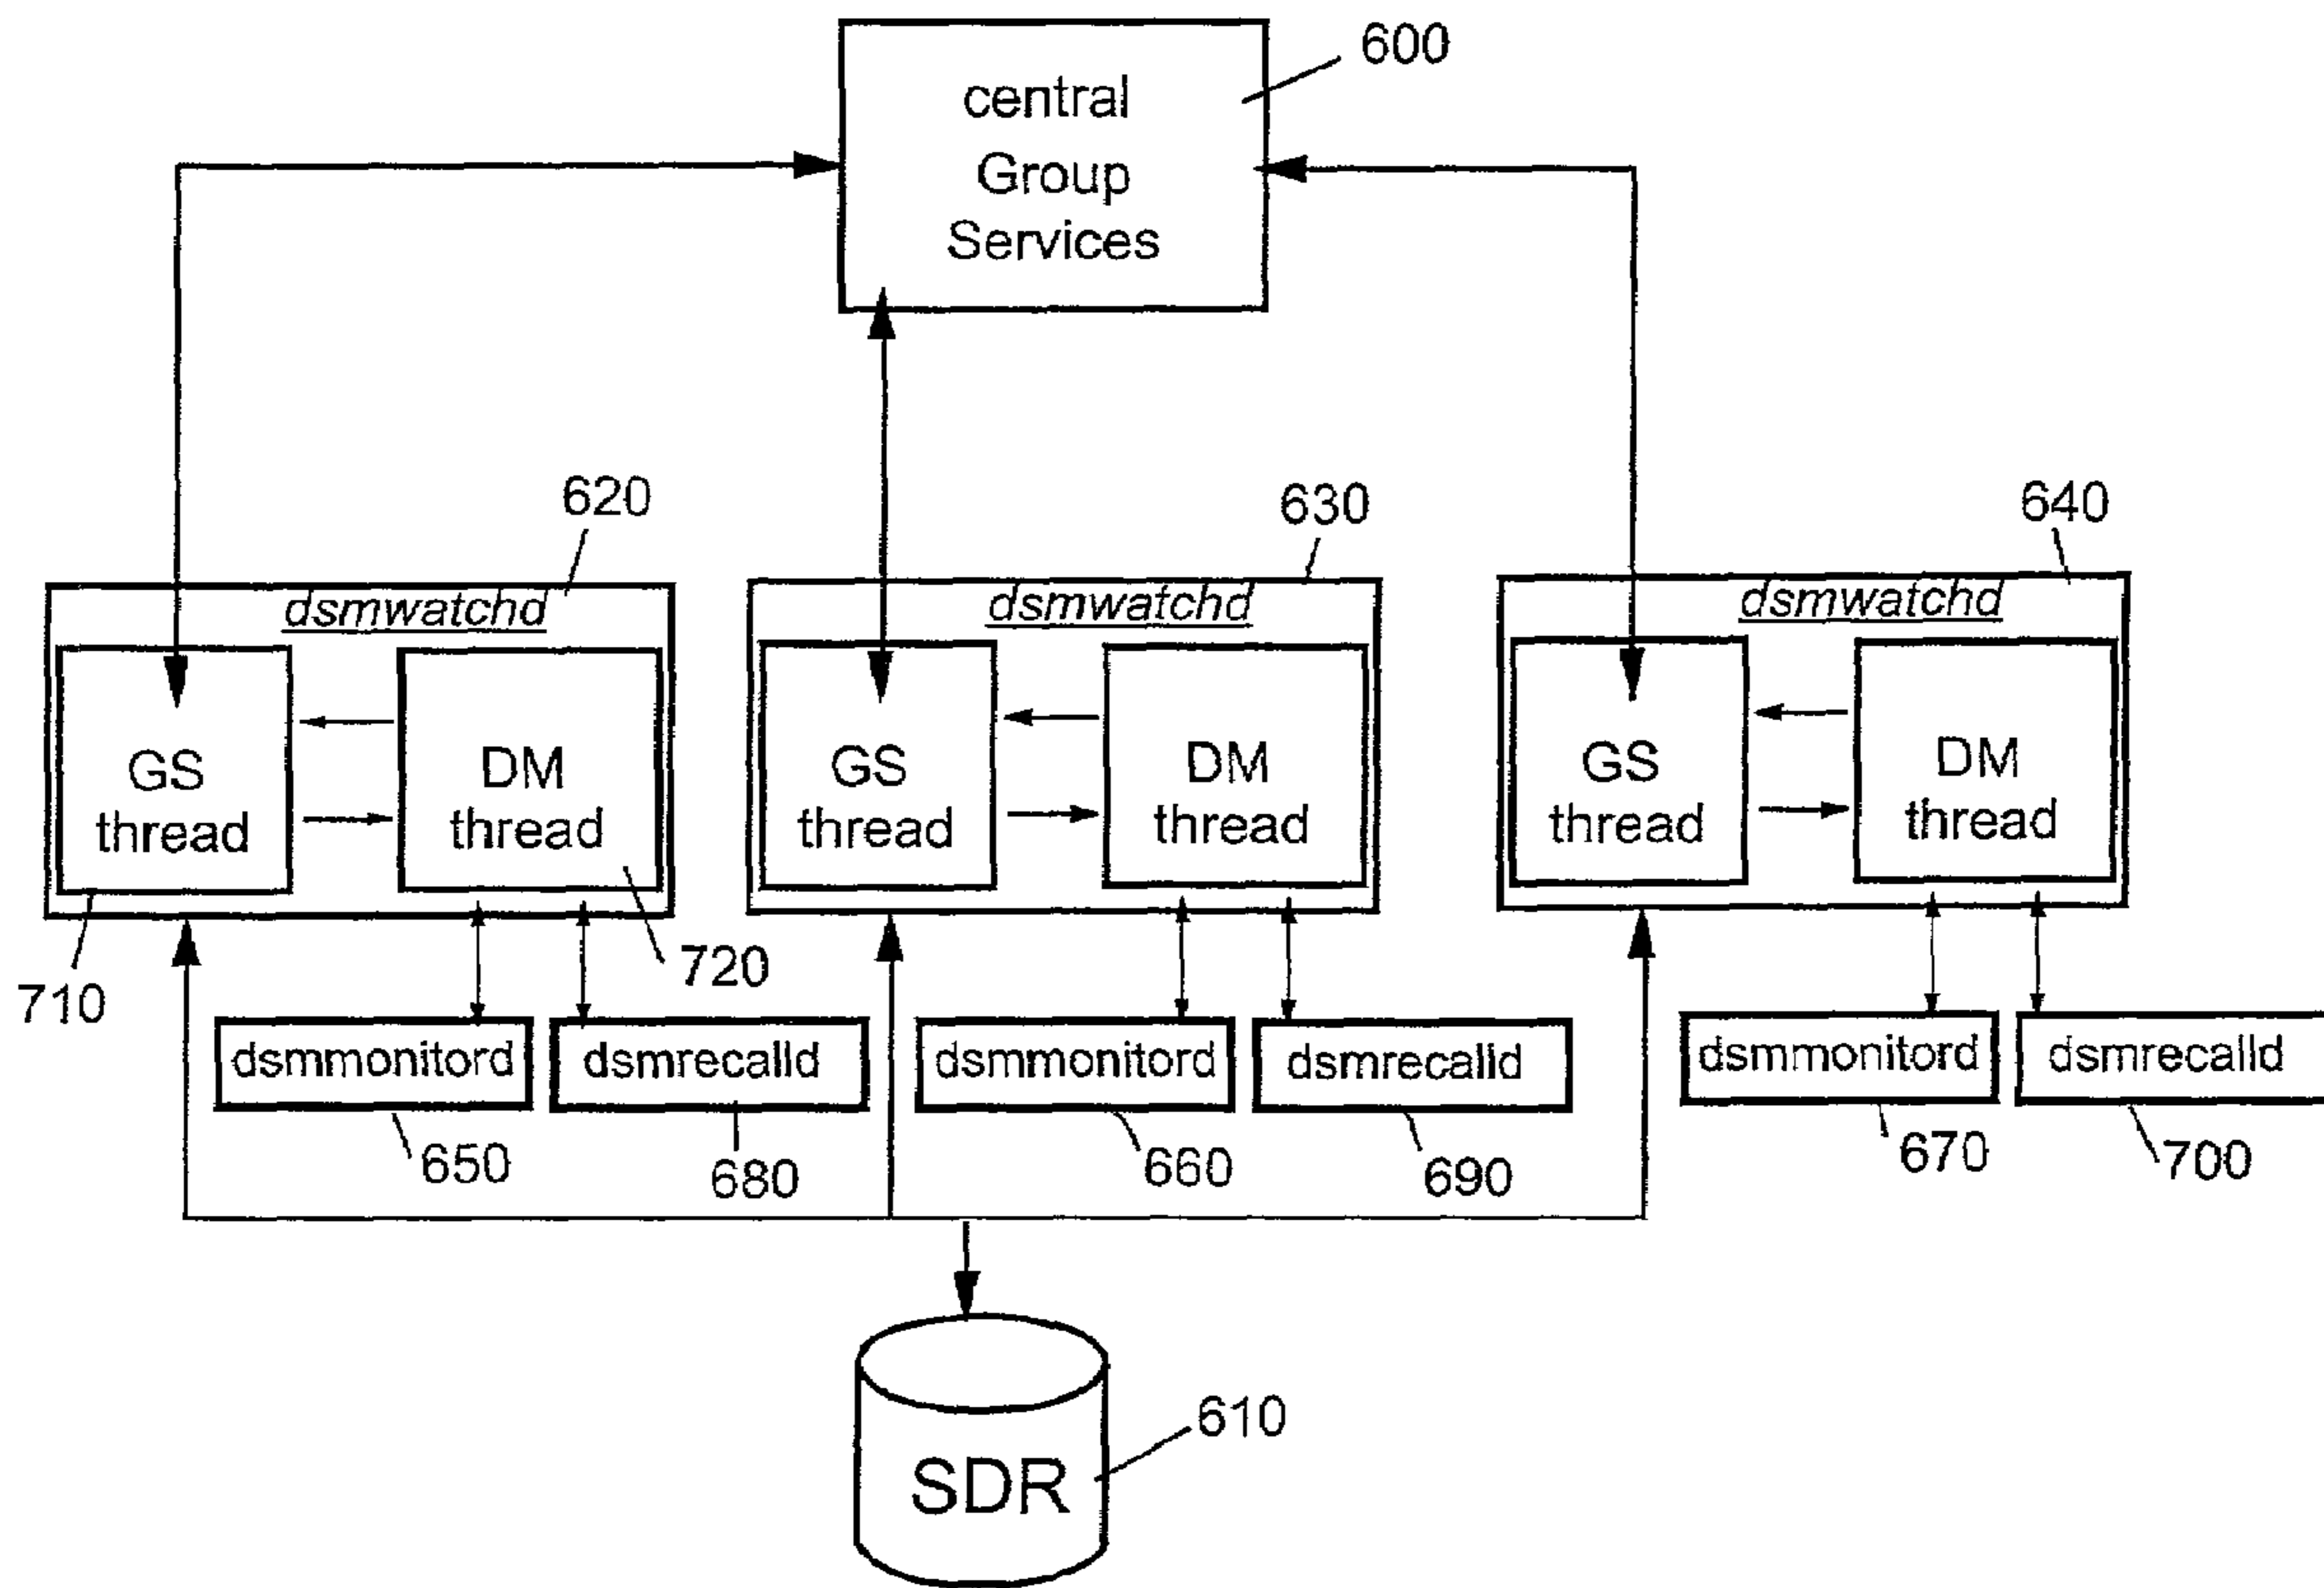 600
central
Group
Services
620
630
640
dsmwatchd
dsmwatchd
dsmwatchd
GS
thread
DM
thread
GS
thread
DM
thread
GS
thread
DM
thread
710
720
dsmmonitord
dsmrecalld
dsmmonitord
dsmrecalld
dsmmonitord
dsmrecalld
650
680
660
690
670
700
610
SDR